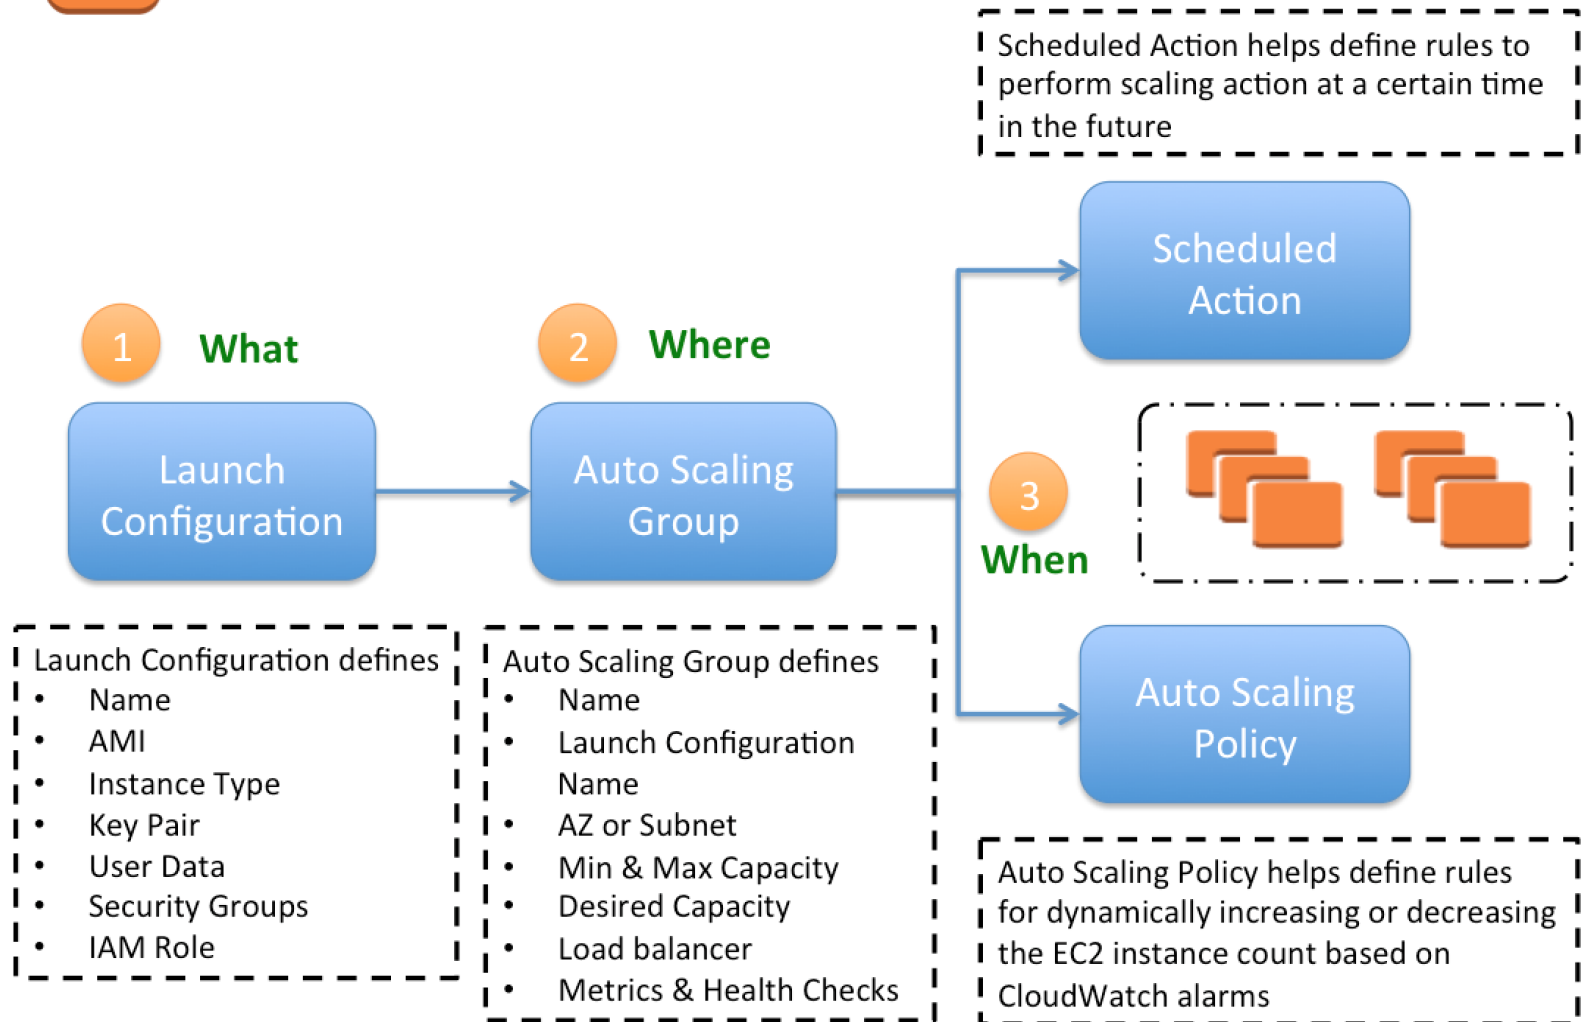 Scheduled Action helps define rules to
perform scaling action at a certain time
in the future
Scheduled
Action
1
What
2
Where
Launch
Configuration
Auto Scaling
Group
3
When
Launch Configuration defines
• Name
• AMI
• Instance Type
• Key Pair
• User Data
• Security Groups
• IAM Role
Auto Scaling Group defines
• Name
• Launch Configuration
Name
• AZ or Subnet
• Min & Max Capacity
• Desired Capacity
• Load balancer
• Metrics & Health Checks
Auto Scaling
Policy
Auto Scaling Policy helps define rules
for dynamically increasing or decreasing
the EC2 instance count based on
CloudWatch alarms